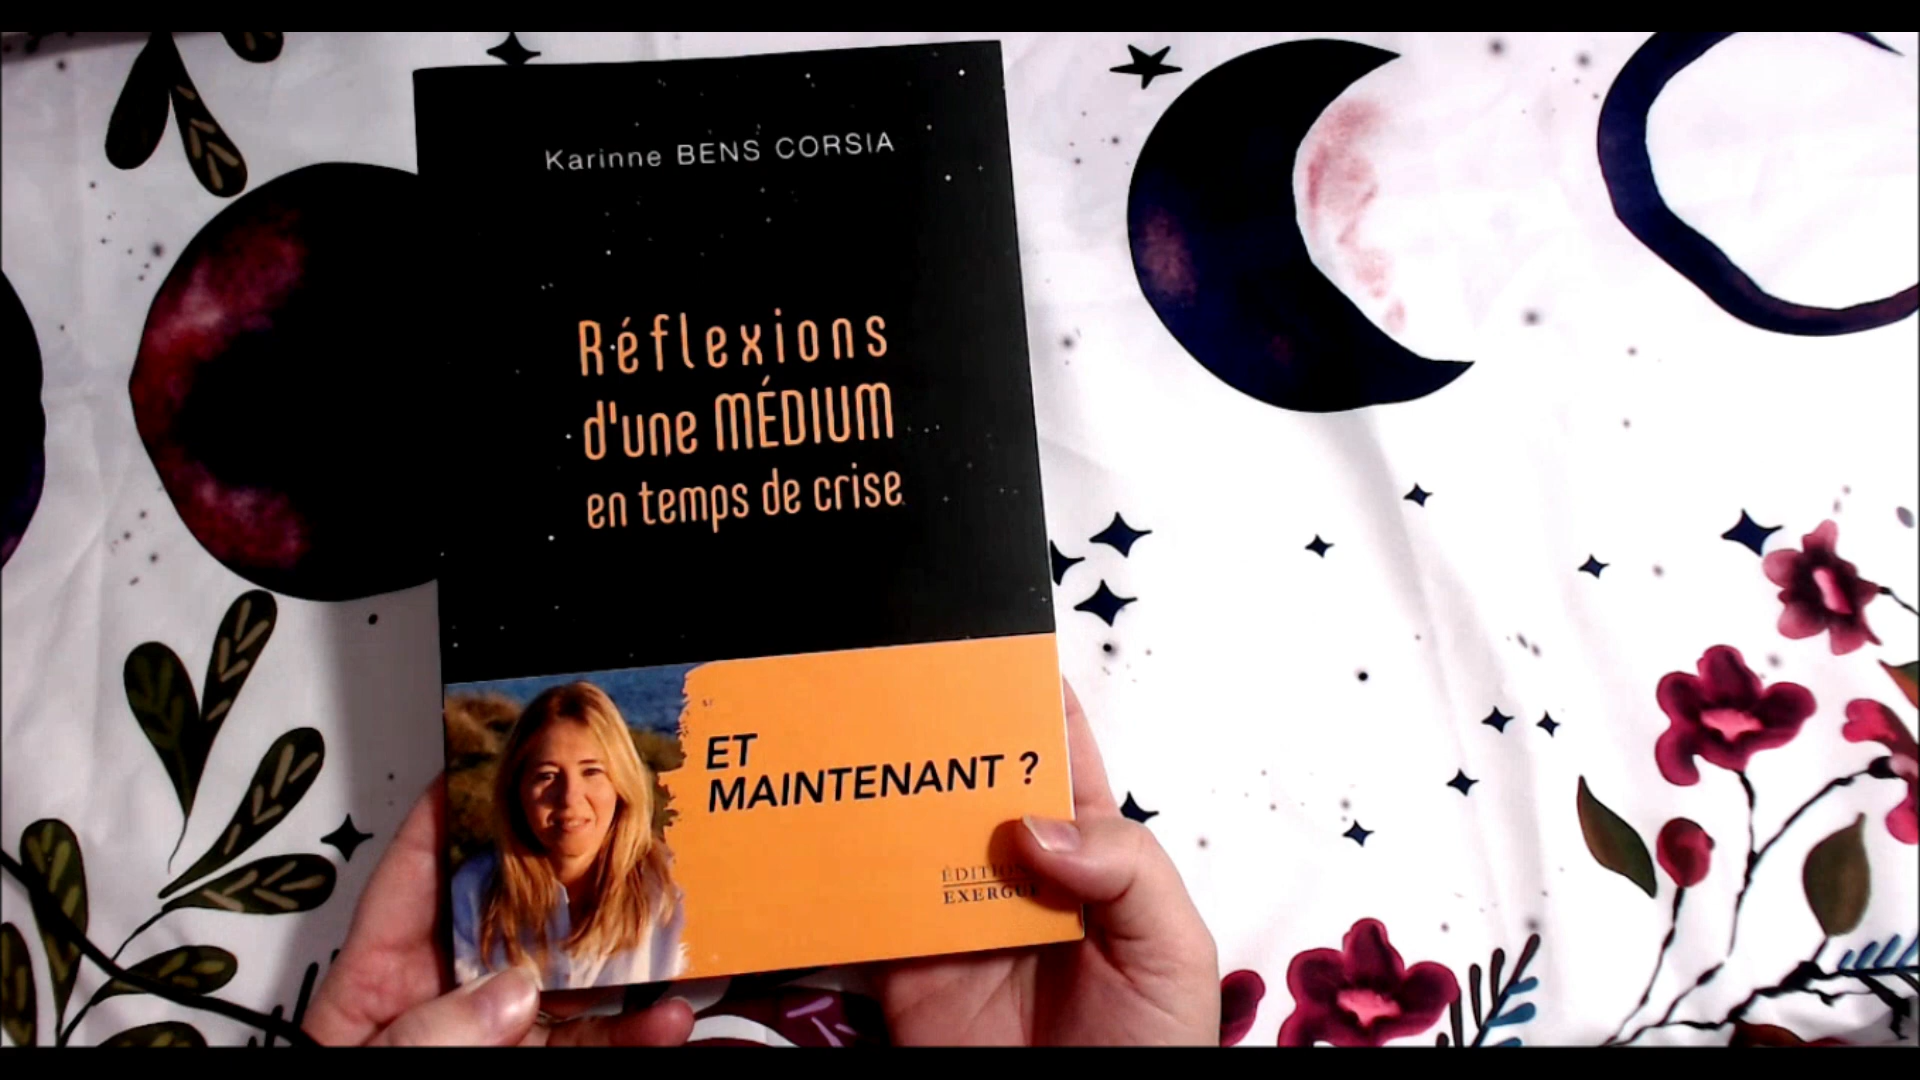 Karinne BENS CORSIA
Réflexions
d'une MÉDIUM
en temps de crise
ET
MAINTENANT ?